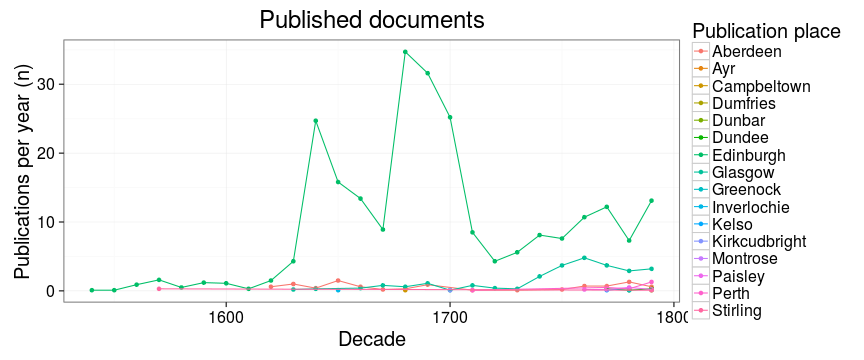 Published documents
Publications per year (n)
30
20
10
0
1600
1700
180
Decade
Publication place
Aberdeen
Ayr
Campbeltown
Dumfries
Dunbar
Dundee
Edinburgh
Glasgow
Greenock
Inverlochie
Kelso
Kirkcudbright
Montrose
Paisley
Perth
Stirling